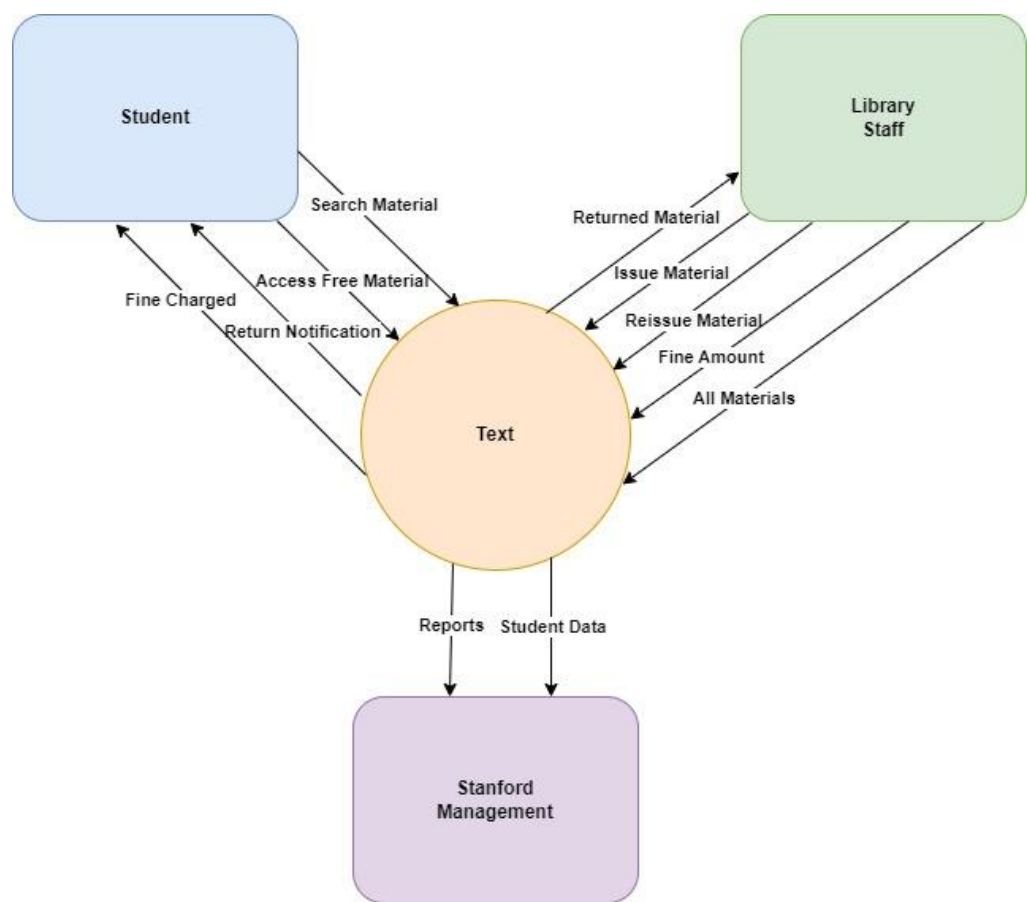 Student
Library
Staff
Search Material
Returned Material
Access Free Material
Issue Material
Fine Charged
Return Notification
Reissue Material
Fine Amount
All Materials
Text
Reports
Student Data
Stanford
Management